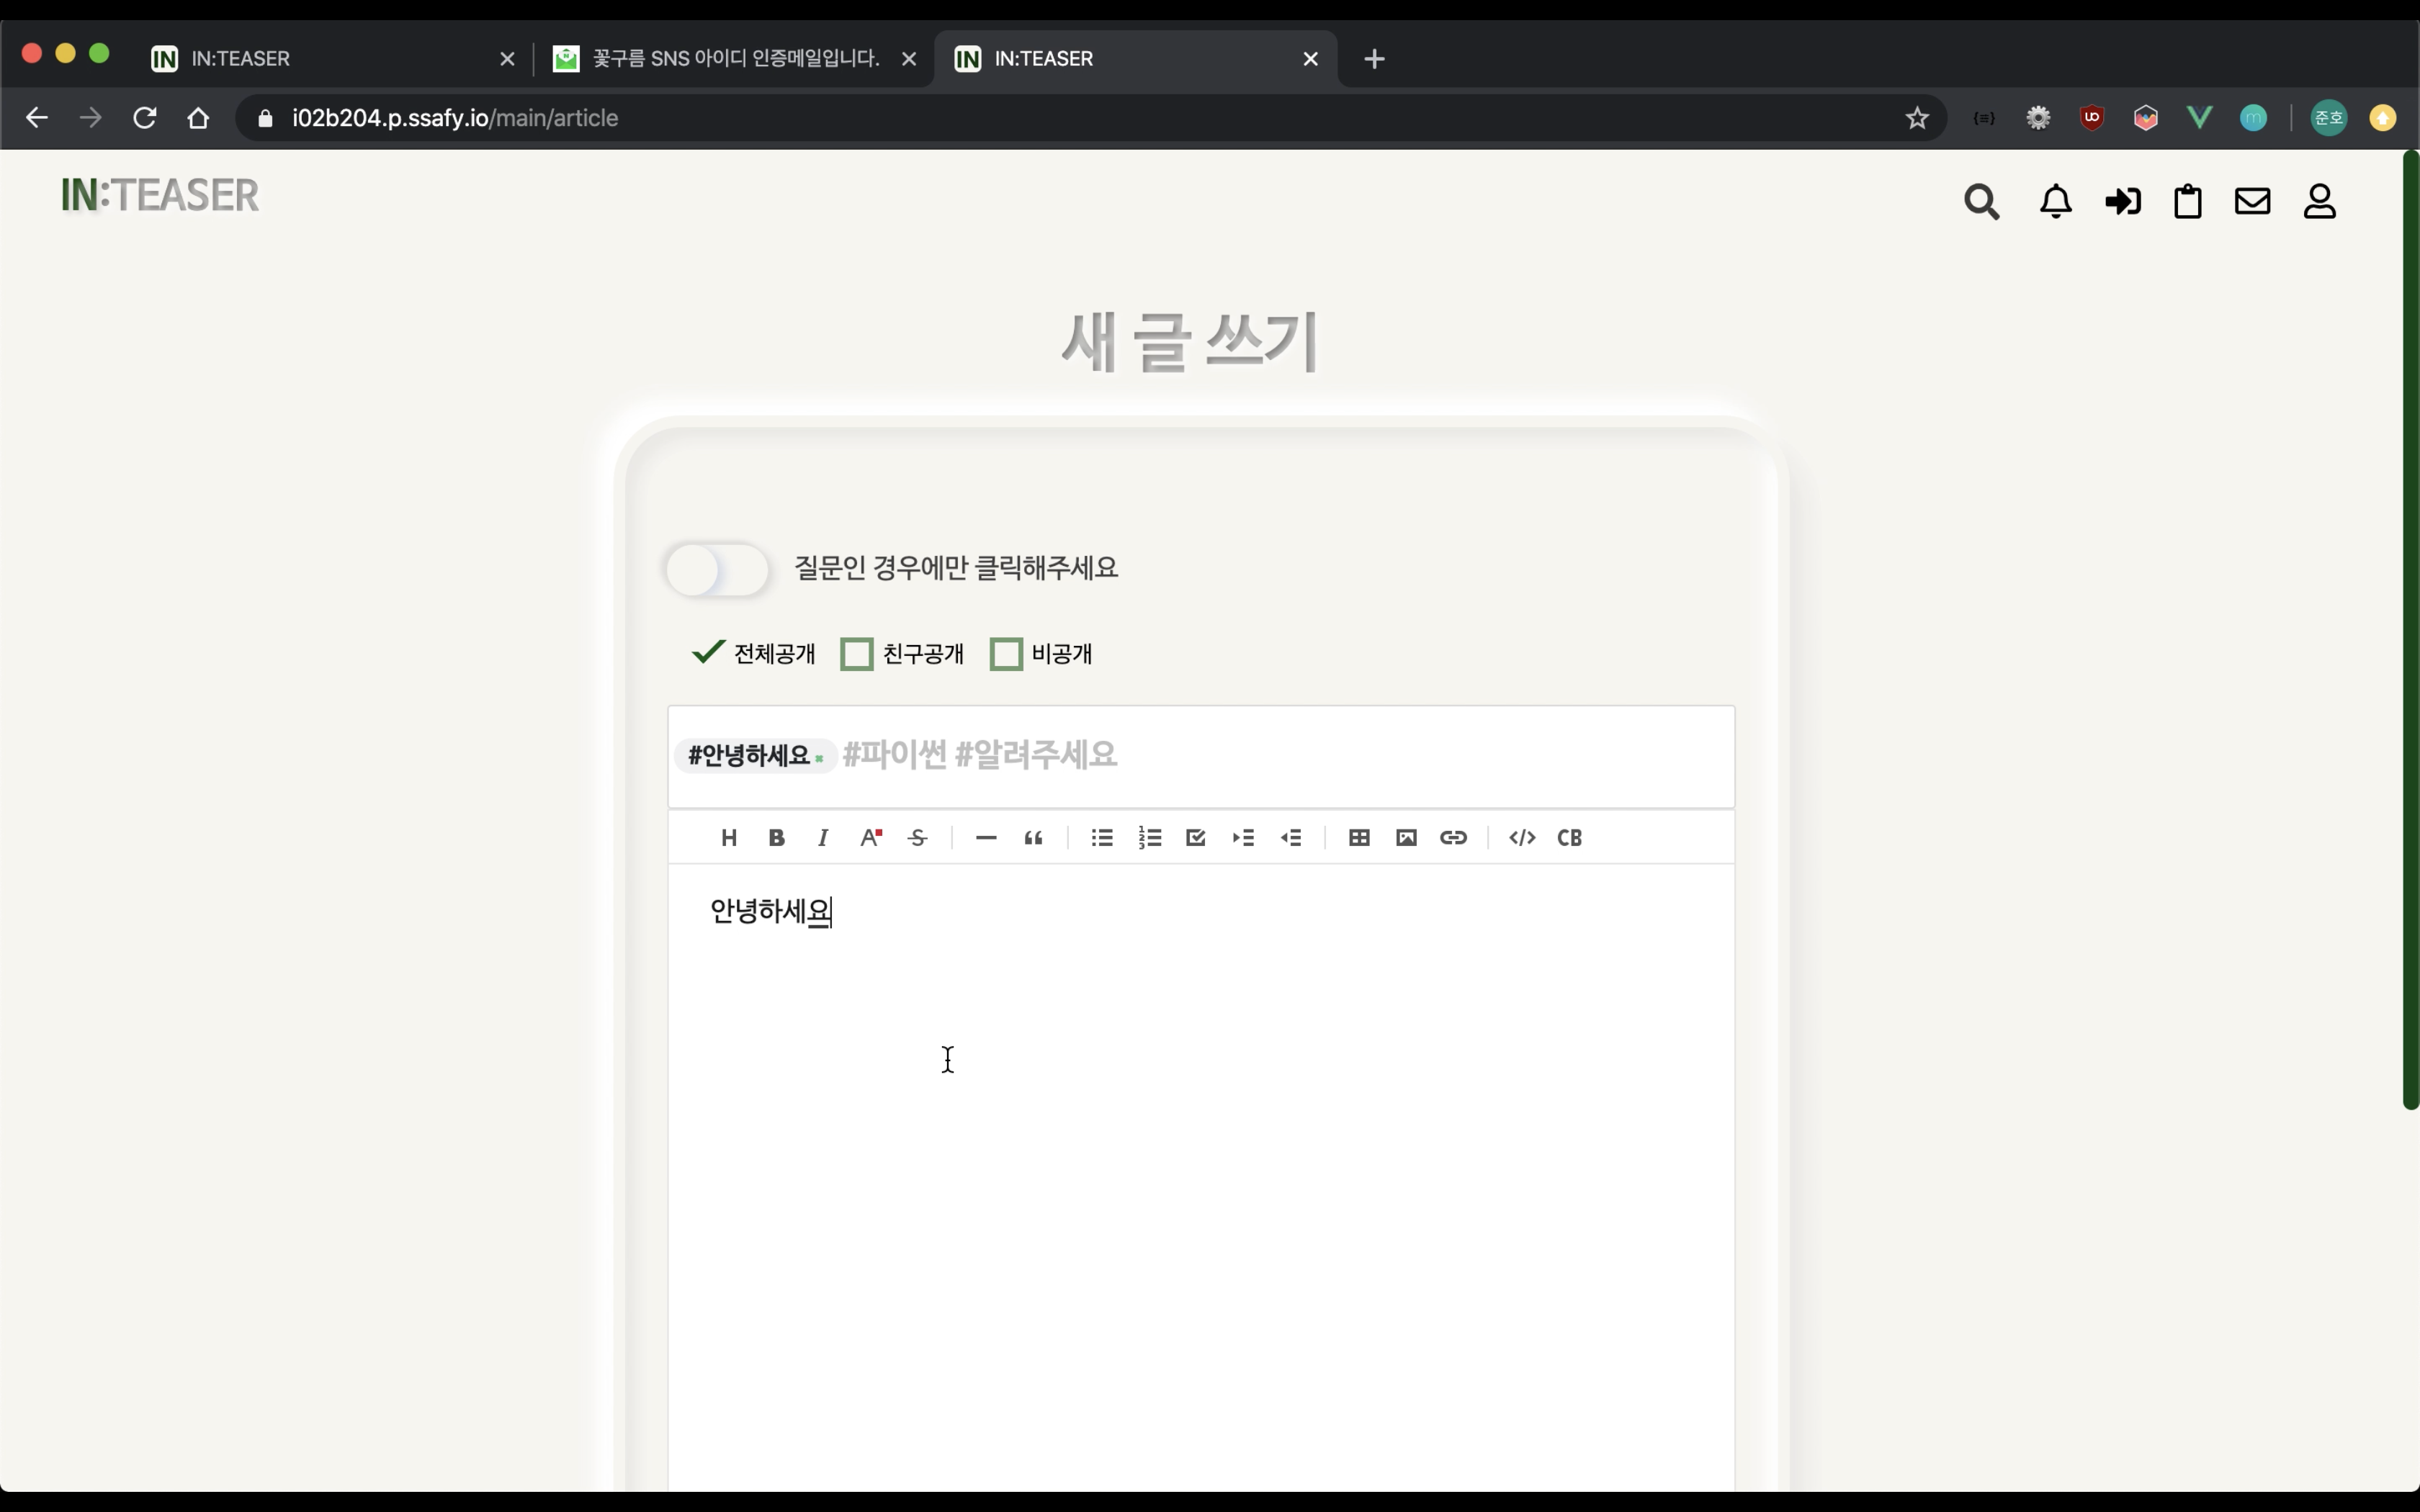 IN IN:TEASER
꽃구름 SNS 아이디 인증메일입니다.
IN IN:TEASER
i02b204.p.ssafy.io/main/article
준호
IN:TEASER
새 글 쓰기
질문인 경우에만 클릭해주세요
전체공개 친구공개 비공개
#안녕하세요 #파이썬 #알려주세요
H B I A S </> CB
안녕하세요